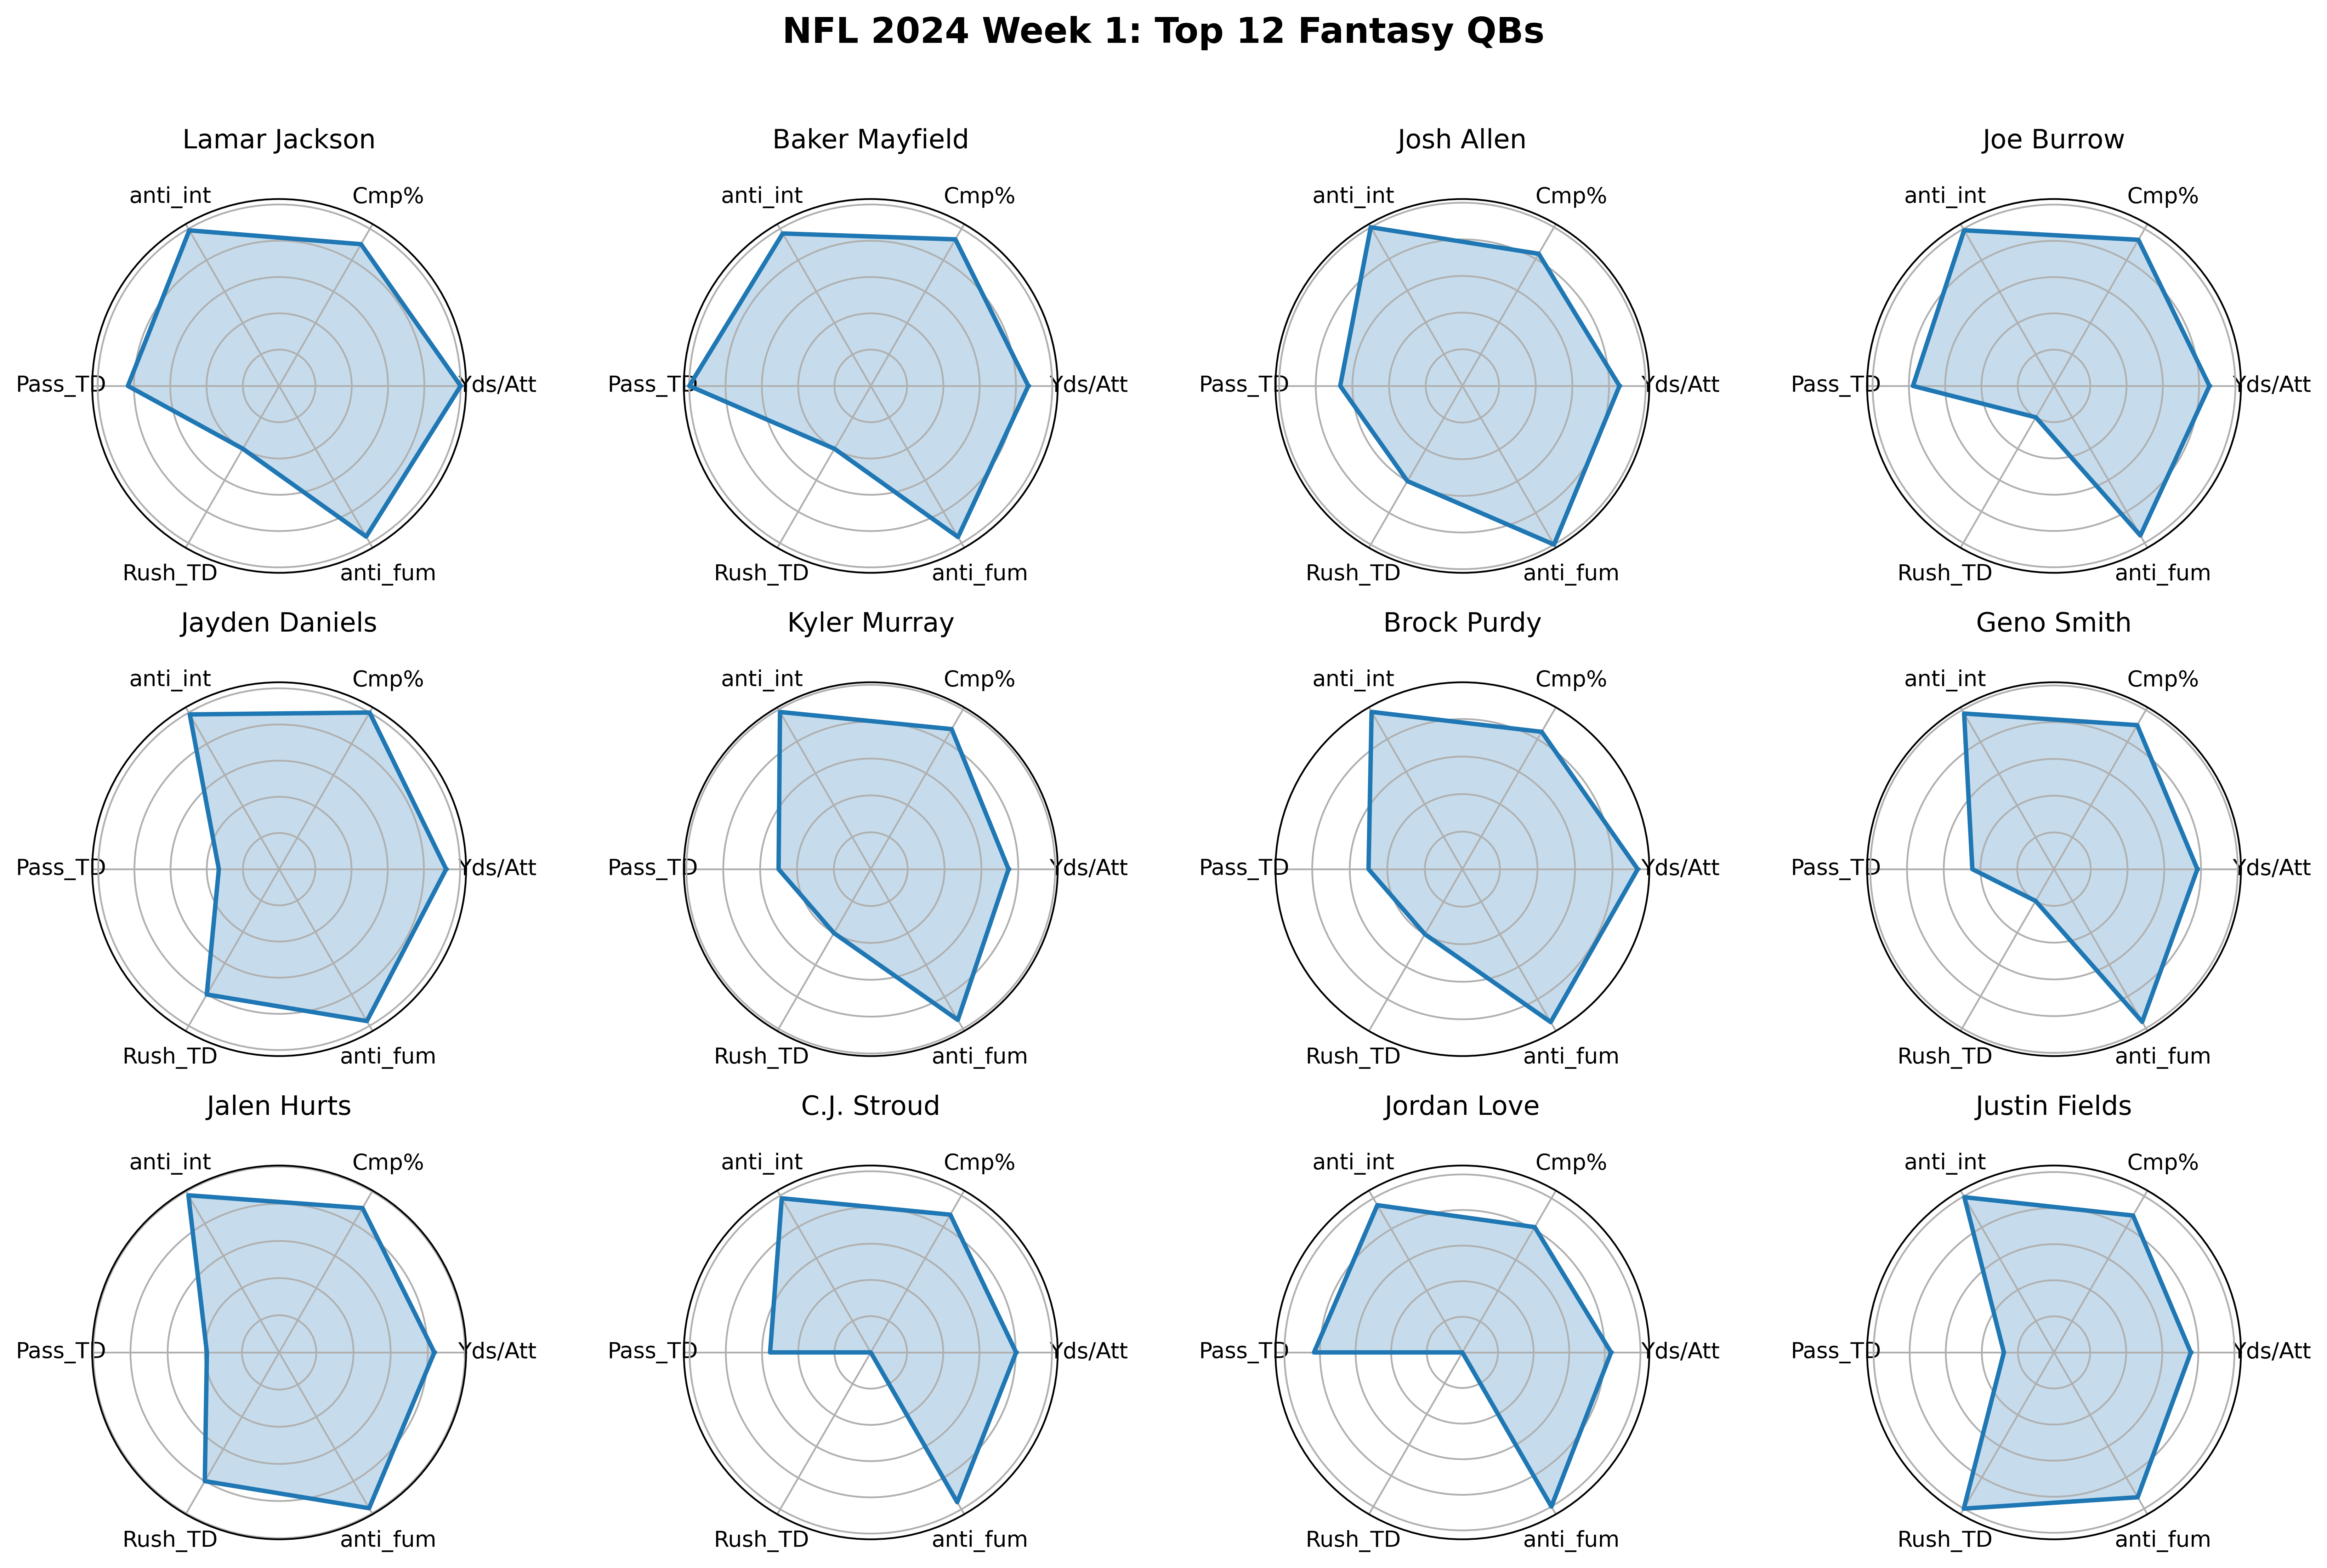 NFL 2024 Week 1: Top 12 Fantasy QBs
Lamar Jackson
anti_int
Cmp%
Pass_TD
Yds/Att
Rush_TD
anti_fum
Baker Mayfield
anti_int
Cmp%
Pass_TD
Yds/Att
Rush_TD
anti_fum
Josh Allen
anti_int
Cmp%
Pass_TD
Yds/Att
Rush_TD
anti_fum
Joe Burrow
anti_int
Cmp%
Pass_TD
Yds/Att
Rush_TD
anti_fum
Jayden Daniels
anti_int
Cmp%
Pass_TD
Yds/Att
Rush_TD
anti_fum
Kyler Murray
anti_int
Cmp%
Pass_TD
Yds/Att
Rush_TD
anti_fum
Brock Purdy
anti_int
Cmp%
Pass_TD
Yds/Att
Rush_TD
anti_fum
Geno Smith
anti_int
Cmp%
Pass_TD
Yds/Att
Rush_TD
anti_fum
Jalen Hurts
anti_int
Cmp%
Pass_TD
Yds/Att
Rush_TD
anti_fum
C.J. Stroud
anti_int
Cmp%
Pass_TD
Yds/Att
Rush_TD
anti_fum
Jordan Love
anti_int
Cmp%
Pass_TD
Yds/Att
Rush_TD
anti_fum
Justin Fields
anti_int
Cmp%
Pass_TD
Yds/Att
Rush_TD
anti_fum